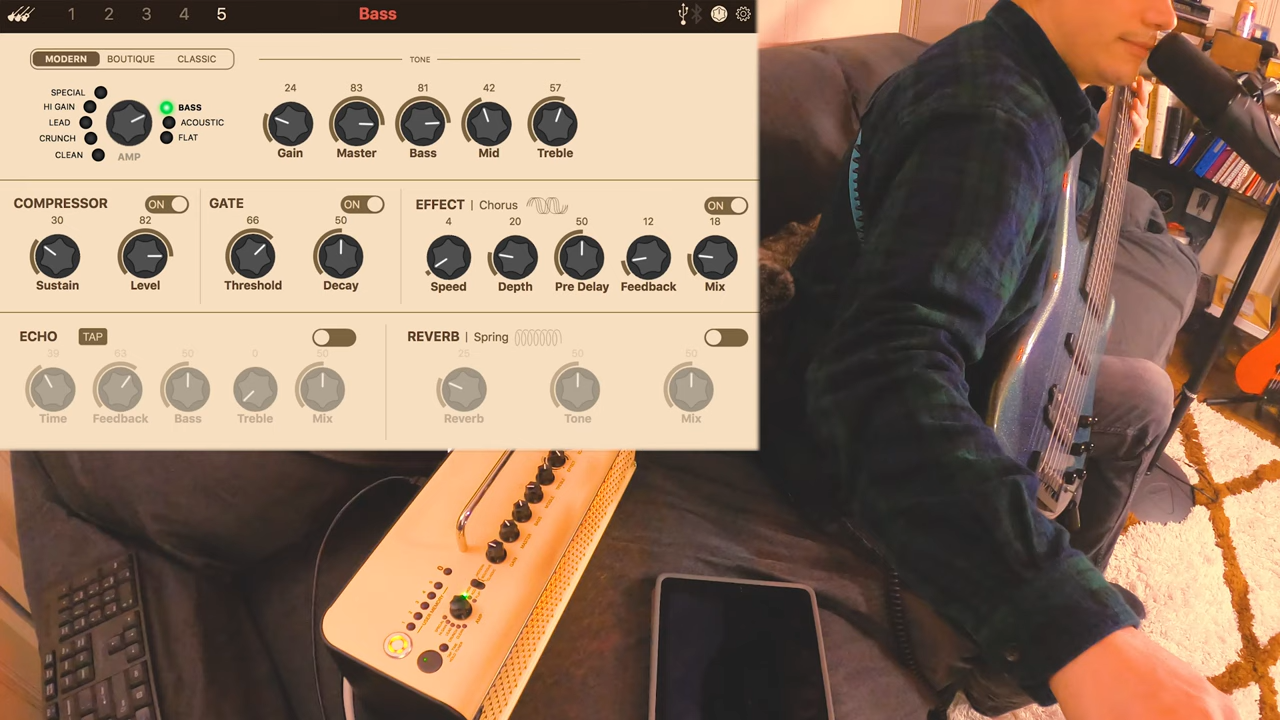 1 2 3 4 5 Bass
MODERN BOUTIQUE CLASSIC
TONE
SPECIAL
HI GAIN
LEAD
CRUNCH
CLEAN
AMP
BASS
ACOUSTIC
FLAT
24 83 81 42 57
Gain Master Bass Mid Treble
COMPRESSOR ON
30 82
Sustain Level
GATE ON
66 50
Threshold Decay
EFFECT | Chorus ON
4 20 50 12 18
Speed Depth Pre Delay Feedback Mix
ECHO TAP
39 63 50 0 50
Time Feedback Bass Treble Mix
REVERB | Spring
25 50 50
Reverb Tone Mix